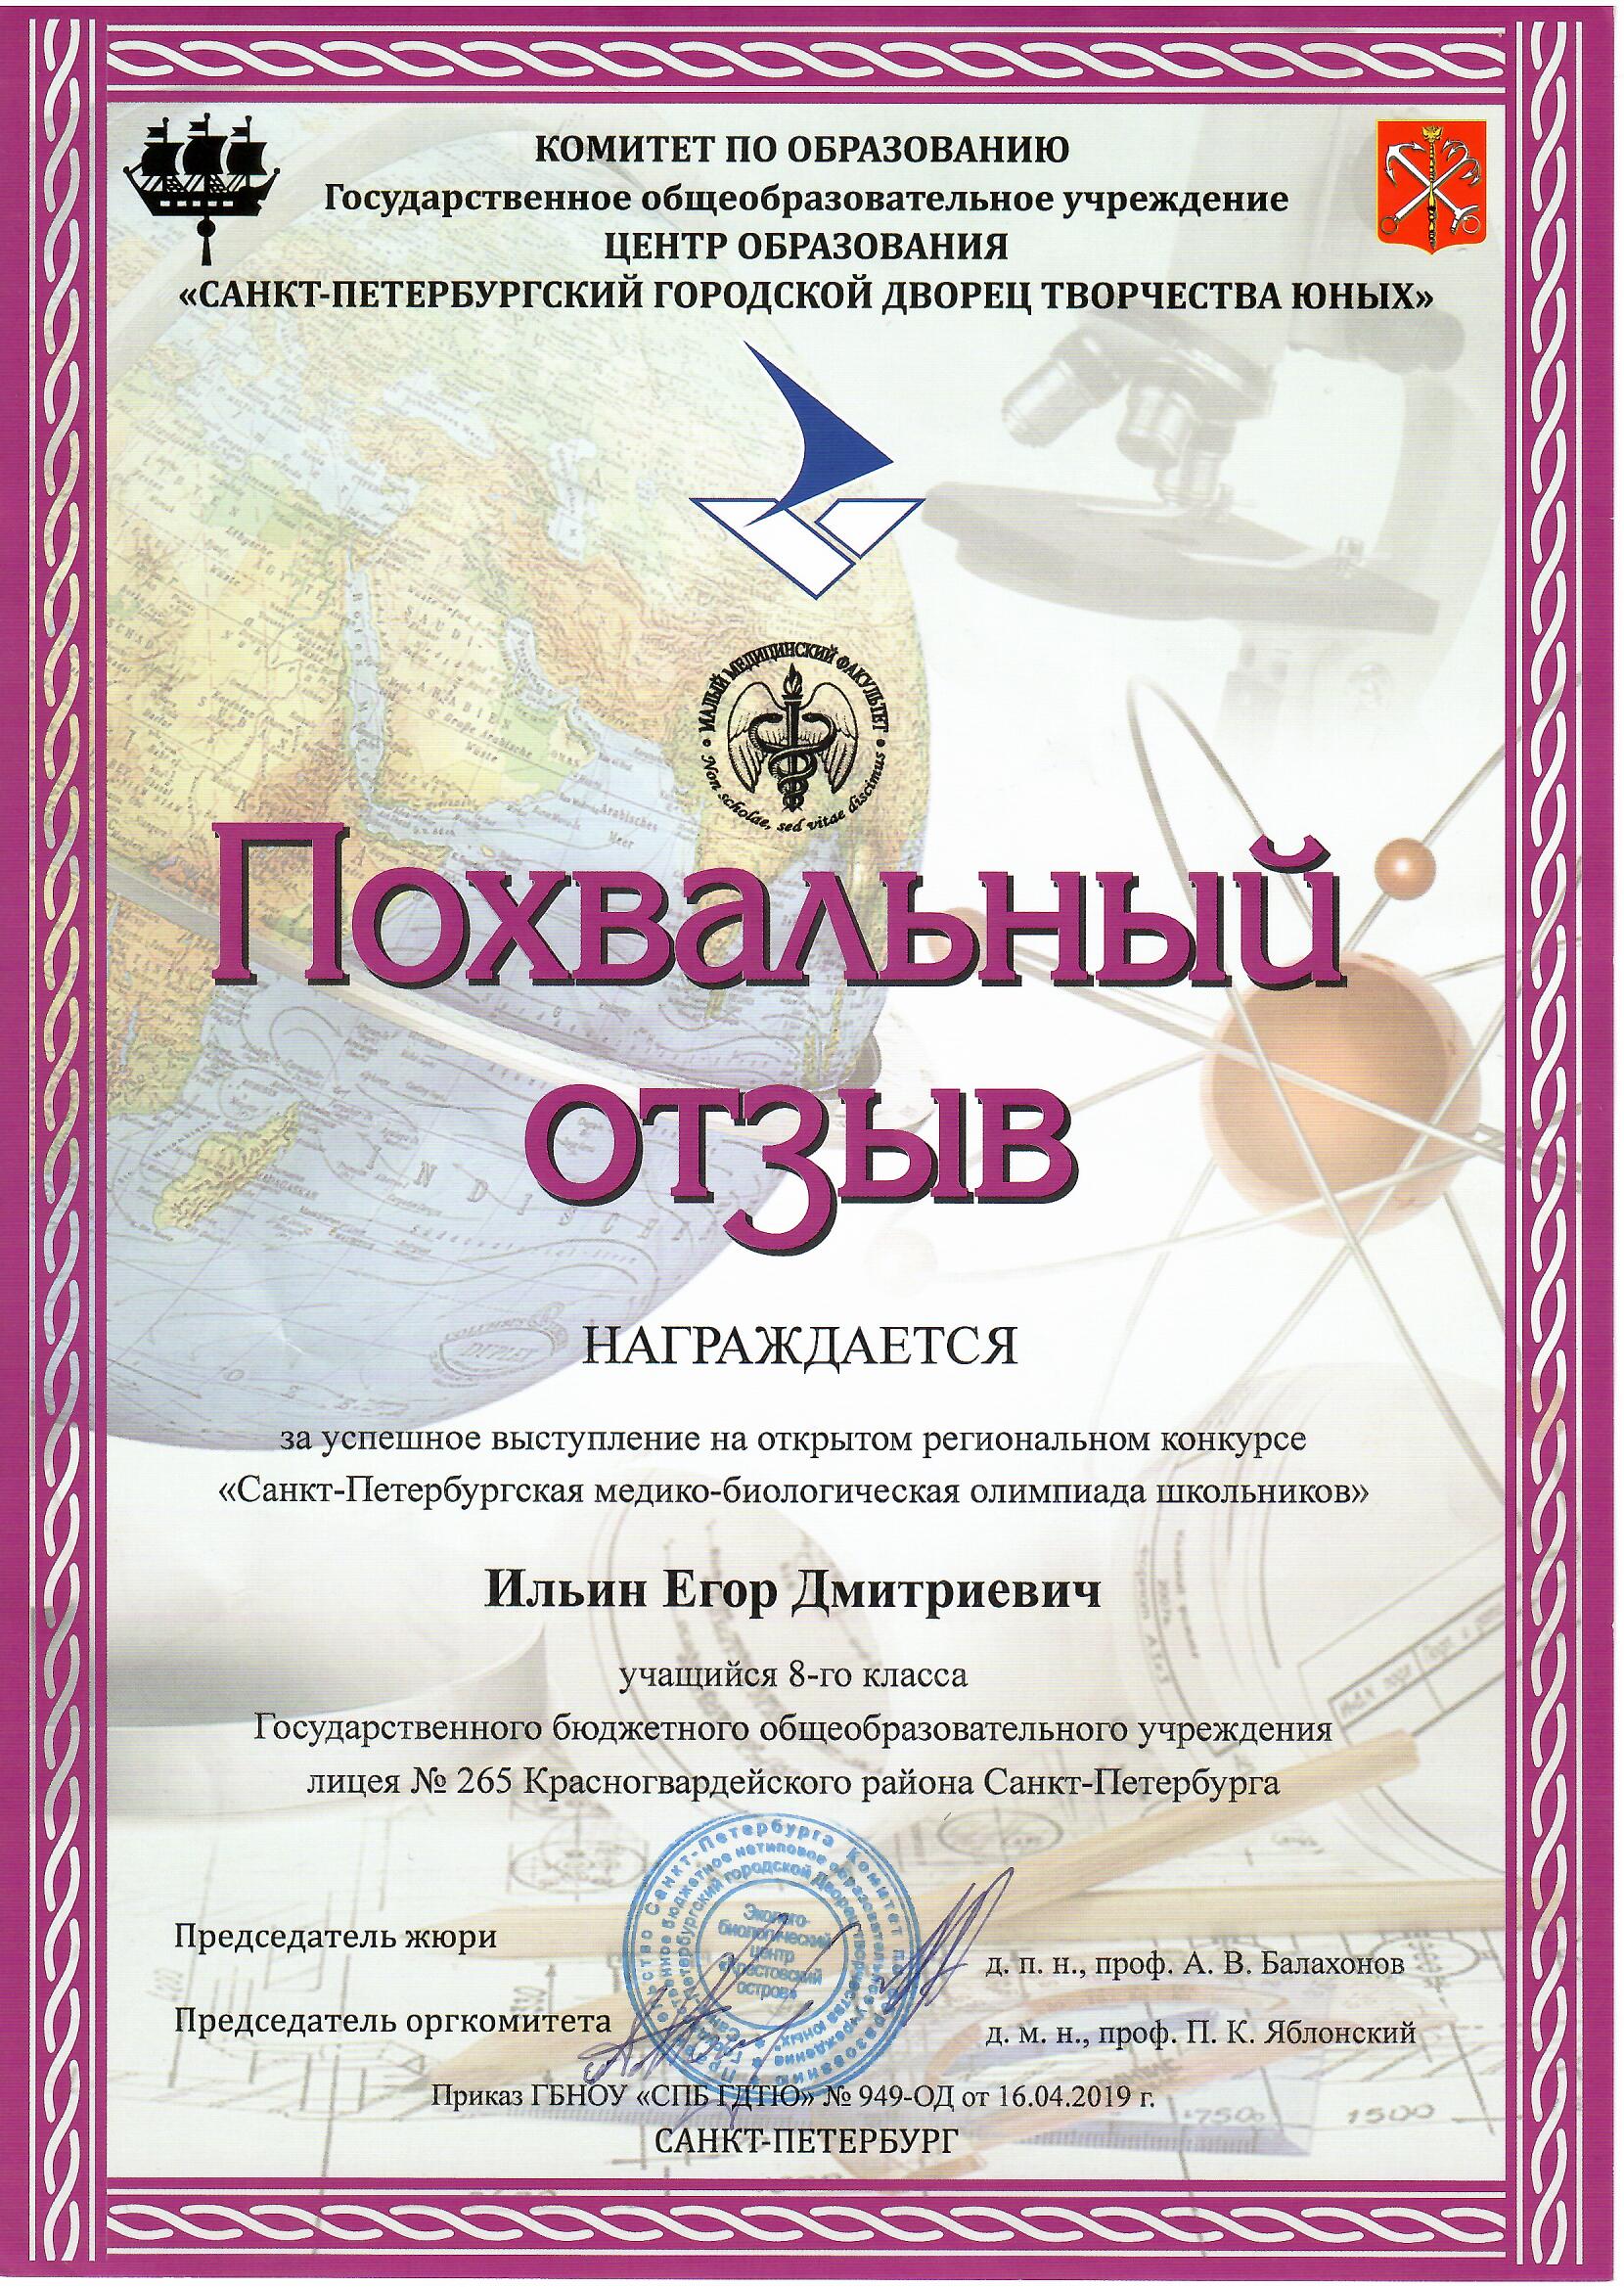 КОМИТЕТ ПО ОБРАЗОВАНИЮ
Государственное общеобразовательное учреждение
ЦЕНТР ОБРАЗОВАНИЯ
«САНКТ-ПЕТЕРБУРГСКИЙ ГОРОДСКОЙ ДВОРЕЦ ТВОРЧЕСТВА ЮНЫХ»
• МАЛЫЙ МЕДИЦИНСКИЙ ФАКУЛЬТЕТ •
Non scholae, sed vitae discimus
Похвальный
отзыв
НАГРАЖДАЕТСЯ
за успешное выступление на открытом региональном конкурсе
«Санкт-Петербургская медико-биологическая олимпиада школьников»
Ильин Егор Дмитриевич
учащийся 8-го класса
Государственного бюджетного общеобразовательного учреждения
лицея № 265 Красногвардейского района Санкт-Петербурга
Эколого-
биологический
центр
«Крестовский
остров»
Председатель жюри
д. п. н., проф. А. В. Балахонов
Председатель оргкомитета
д. м. н., проф. П. К. Яблонский
Приказ ГБНОУ «СПБ ГДТЮ» № 949-ОД от 16.04.2019 г.
1500
САНКТ-ПЕТЕРБУРГ